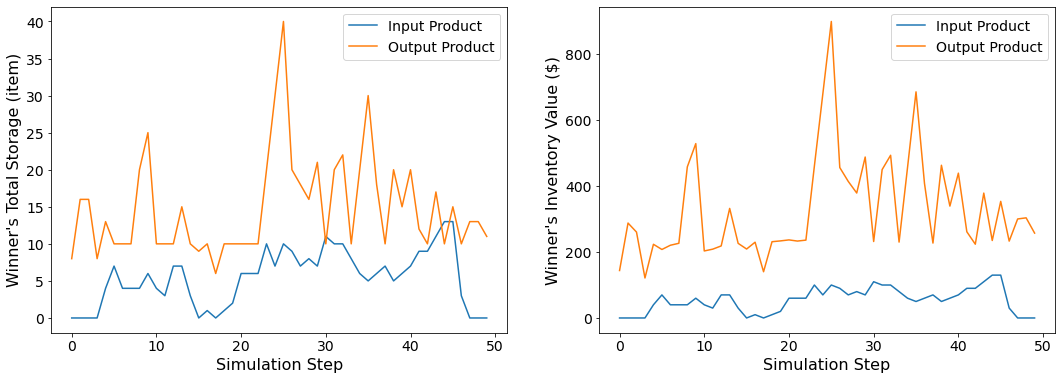 Winner's Total Storage (item)
40
35
30
25
20
15
10
5
0
0 10 20 30 40 50
Simulation Step
Input Product
Output Product
Winner's Inventory Value ($)
800
600
400
200
0
0 10 20 30 40 50
Simulation Step
Input Product
Output Product